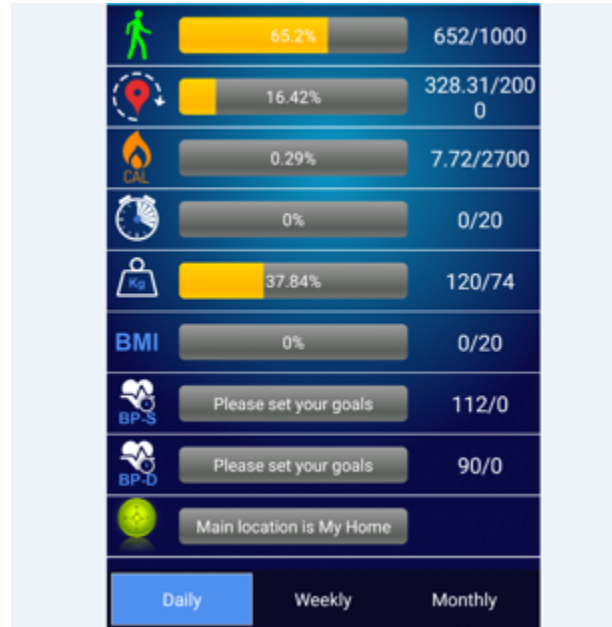 65.2% 652/1000
16.42% 328.31/200
0
CAL 0.29% 7.72/2700
0% 0/20
Kg 37.84% 120/74
BMI 0% 0/20
BP-S Please set your goals 112/0
BP-D Please set your goals 90/0
Main location is My Home
Daily Weekly Monthly